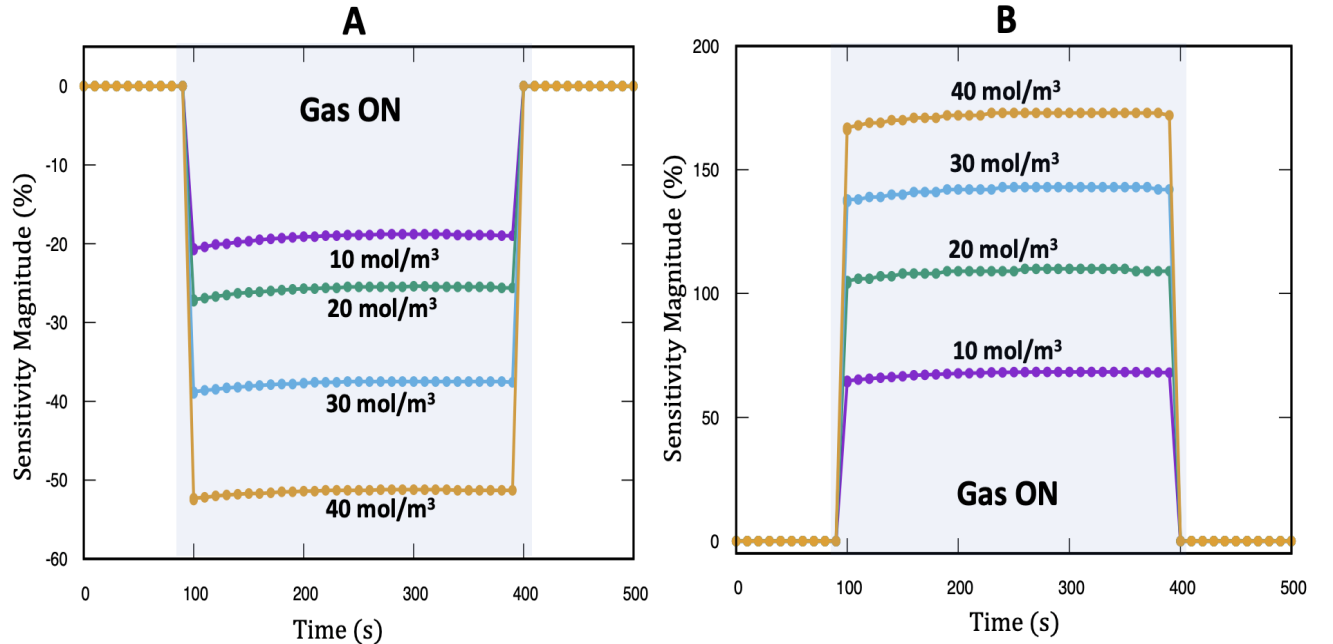 A
Sensitivity Magnitude (%)
0
-10
-20
-30
-40
-50
-60
Gas ON
10 mol/m³
20 mol/m³
30 mol/m³
40 mol/m³
0 100 200 300 400 500
Time (s)
B
Sensitivity Magnitude (%)
200
150
100
50
0
40 mol/m³
30 mol/m³
20 mol/m³
10 mol/m³
Gas ON
0 100 200 300 400 500
Time (s)